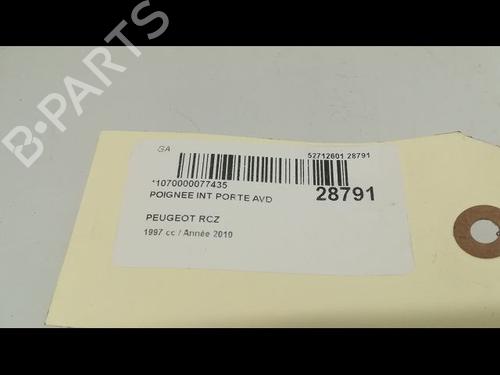 B-PARTS
GA
52712601 28791
*1070000077435
28791
POIGNEE INT PORTE AVD
PEUGEOT RCZ
1997 cc / Année 2010